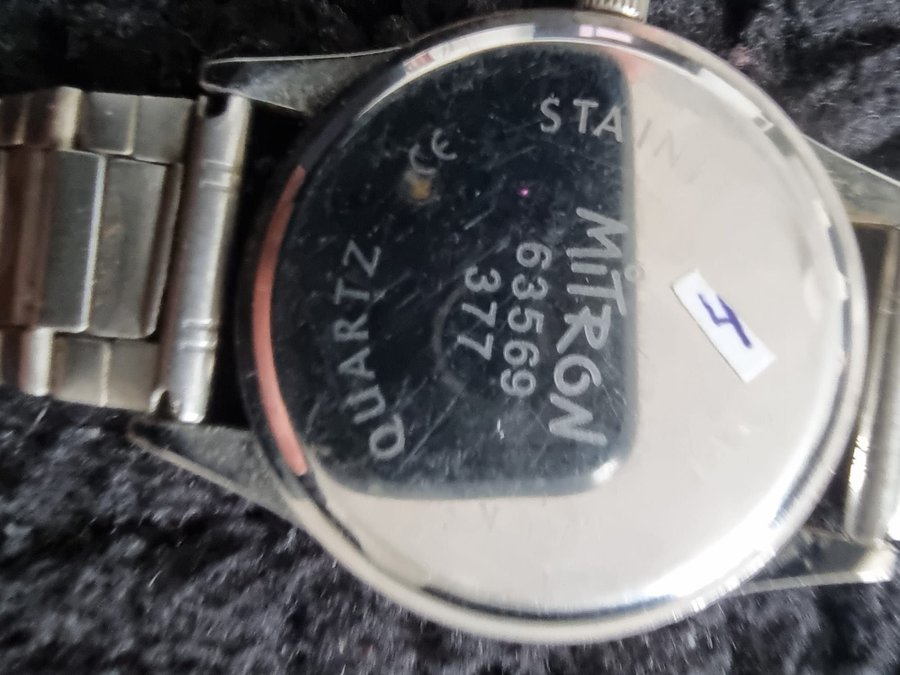 STAIN
MiTRON
63569
377
QUARTZ
CE
4